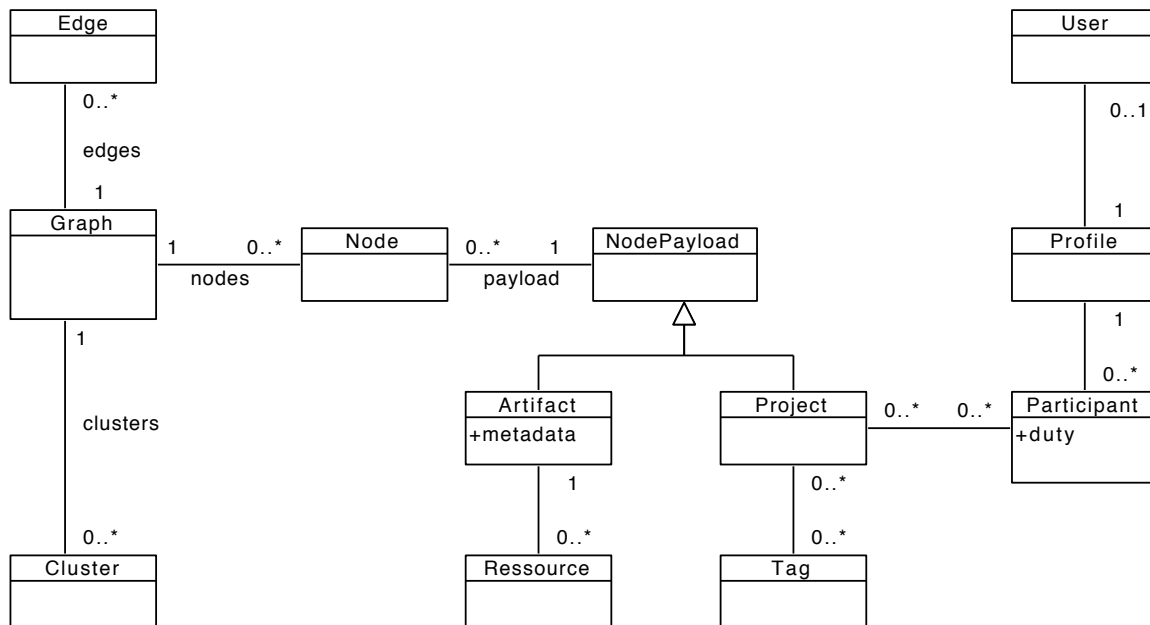 Edge
User
0..*
0..1
edges
1
1
Graph
Node
NodePayload
Profile
1
0..*
0..*
1
nodes
payload
1
1
0..*
Artifact
Project
Participant
clusters
0..*
0..*
+metadata
+duty
1
0..*
0..*
0..*
0..*
Cluster
Ressource
Tag